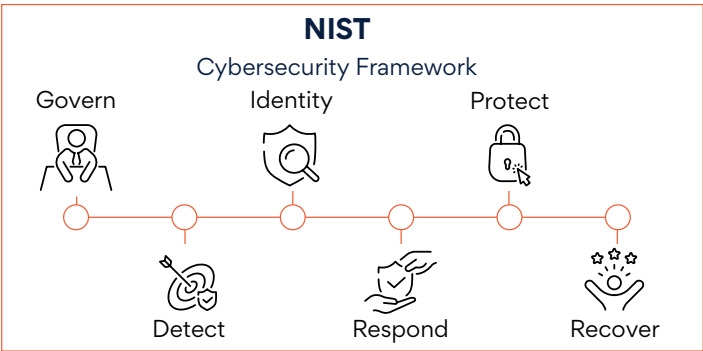 NIST
Cybersecurity Framework
Govern
Identity
Protect
Detect
Respond
Recover